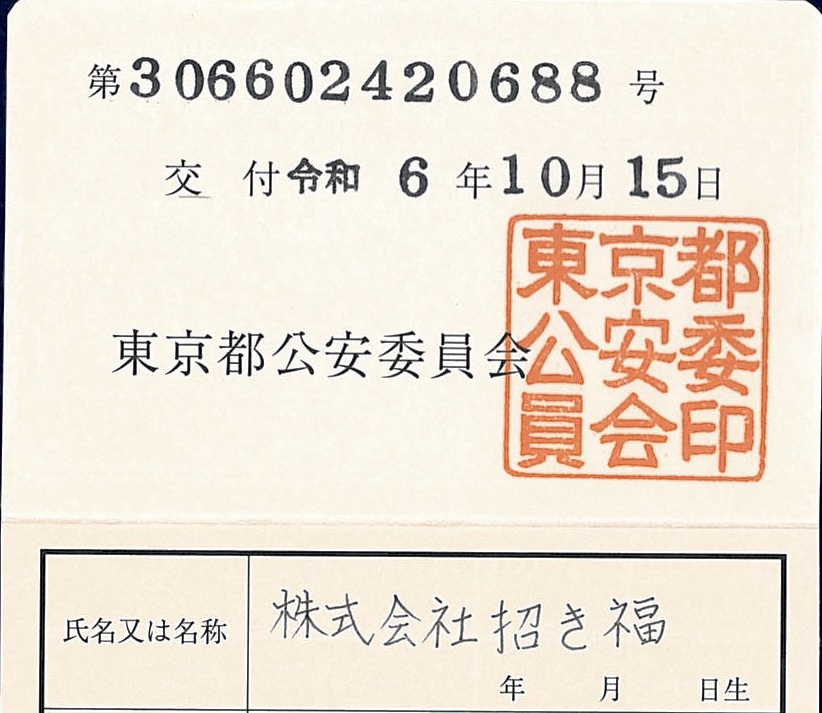 第306602420688号
交付令和6年10月15日
東京都公安委員会
東京都
公安委
員会印
氏名又は名称
株式会社招き福
年 月 日生